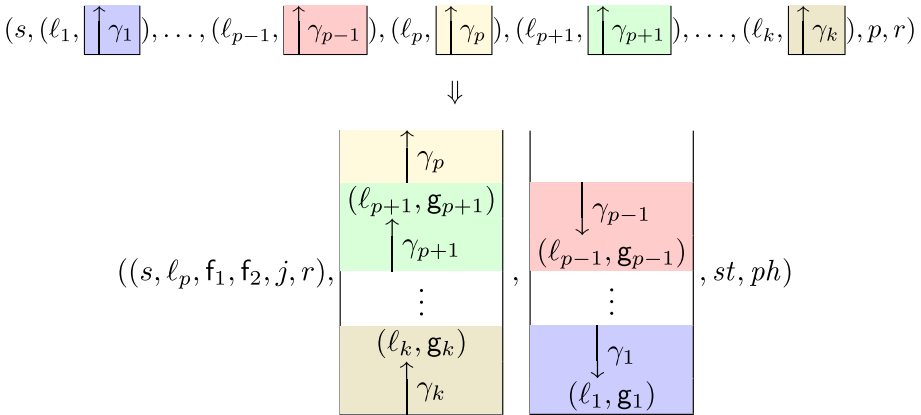 (s, (ℓ₁, ↑ γ₁), …, (ℓₚ₋₁, ↑ γₚ₋₁), (ℓₚ, ↑ γₚ), (ℓₚ₊₁, ↑ γₚ₊₁), …, (ℓₖ, ↑ γₖ), p, r)
⇓
↑ γₚ
(ℓₚ₊₁, gₚ₊₁) ↓ γₚ₋₁
↑ γₚ₊₁ (ℓₚ₋₁, gₚ₋₁)
((s, ℓₚ, f₁, f₂, j, r), ⋮ , ⋮ , st, ph)
(ℓₖ, gₖ) ↓ γ₁
↑ γₖ (ℓ₁, g₁)